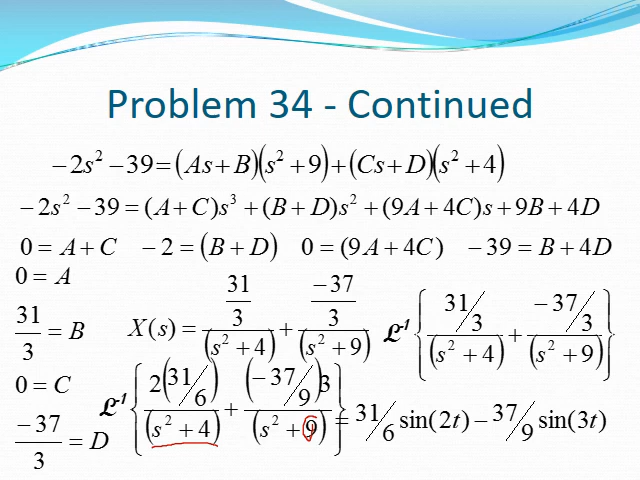 Problem 34 - Continued
−2s² −39 = (As + B)(s² + 9) + (Cs + D)(s² + 4)
−2s² −39 = (A + C)s³ + (B + D)s² + (9A + 4C)s + 9B + 4D
0 = A + C   −2 = (B + D)   0 = (9A + 4C)   −39 = B + 4D
0 = A
31/3 = B
X(s) = (31/3)/(s² + 4) + (−37/3)/(s² + 9)   ℒ⁻¹{(31/3)/(s² + 4) + (−37/3)/(s² + 9)}
0 = C
−37/3 = D
ℒ⁻¹{2(31/6)/(s² + 4) + (−37/9)3/(s² + 9)} = 31/6 sin(2t) − 37/9 sin(3t)